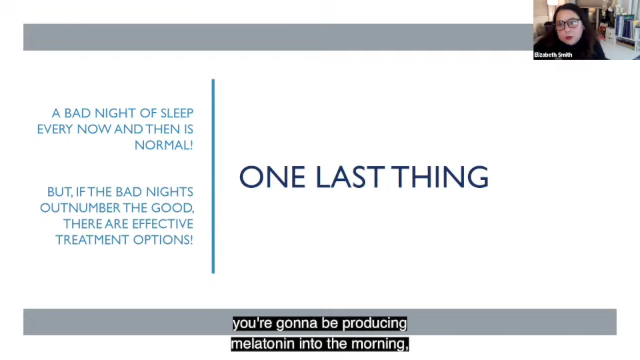 Elzabeth Smith
A BAD NIGHT OF SLEEP
EVERY NOW AND THEN IS
NORMAL!
BUT, IF THE BAD NIGHTS
OUTNUMBER THE GOOD,
THERE ARE EFFECTIVE
TREATMENT OPTIONS!
ONE LAST THING
you're gonna be producing
melatonin into the morning,